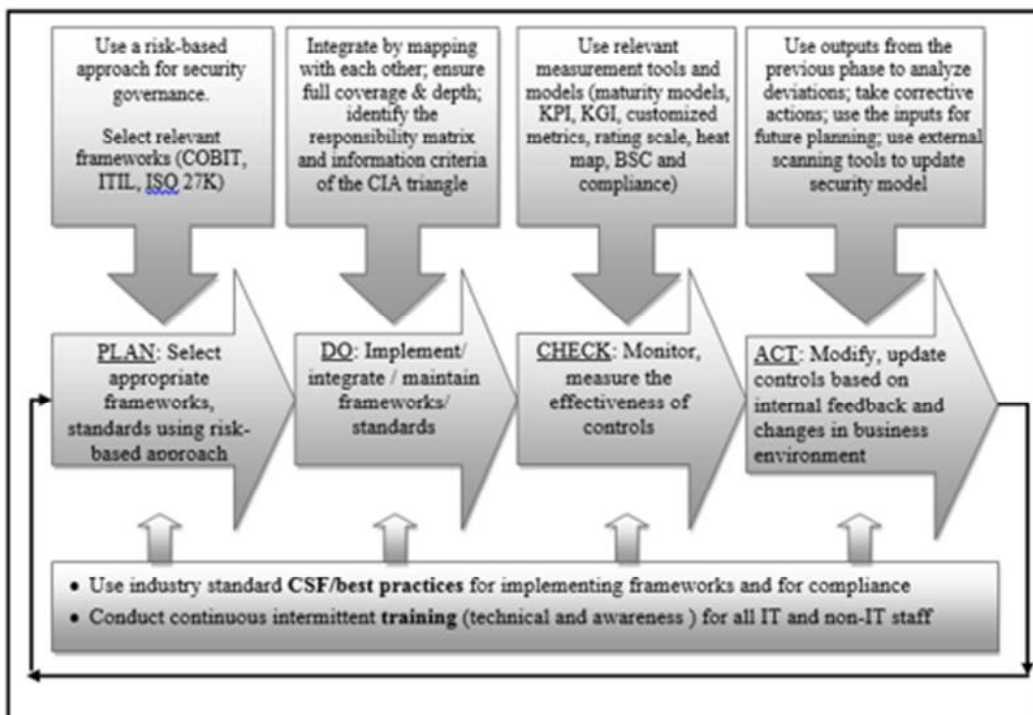 Use a risk-based
approach for security
governance.
Select relevant
frameworks (COBIT,
ITIL, ISO 27K)
Integrate by mapping
with each other; ensure
full coverage & depth;
identify the
responsibility matrix
and information criteria
of the CIA triangle
Use relevant
measurement tools and
models (maturity models,
KPI, KGI, customized
metrics, rating scale, heat
map, BSC and
compliance)
Use outputs from the
previous phase to analyze
deviations; take corrective
actions; use the inputs for
future planning; use external
scanning tools to update
security model
PLAN: Select
appropriate
frameworks,
standards using risk-
based approach
DO: Implement/
integrate / maintain
frameworks/
standards
CHECK: Monitor,
measure the
effectiveness of
controls
ACT: Modify, update
controls based on
internal feedback and
changes in business
environment
• Use industry standard CSF/best practices for implementing frameworks and for compliance
• Conduct continuous intermittent training (technical and awareness ) for all IT and non-IT staff